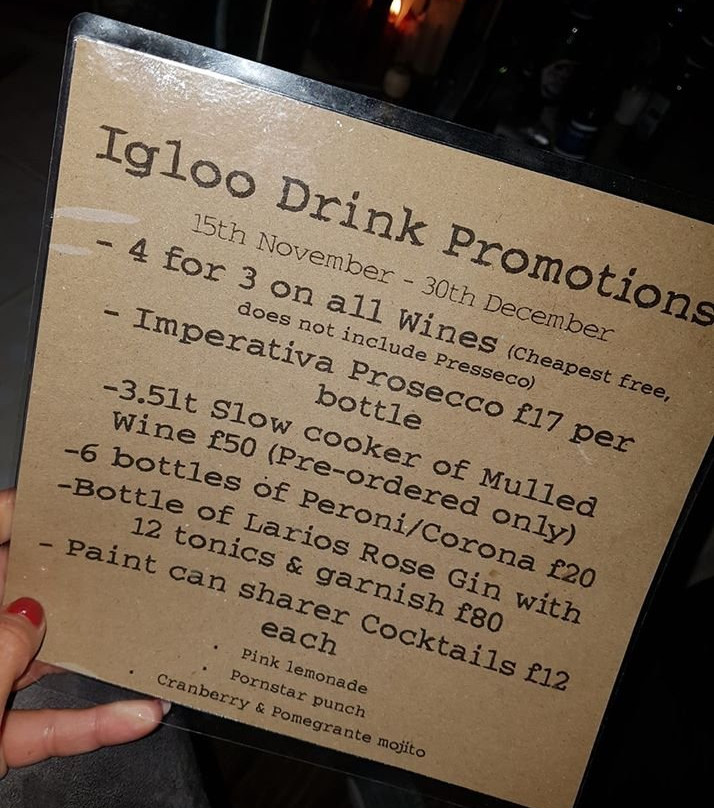 Igloo Drink Promotions
15th November - 30th December
- 4 for 3 on all Wines (Cheapest free,
does not include Presseco)
- Imperativa Prosecco £17 per
bottle
-3.5lt Slow cooker of Mulled
Wine £50 (Pre-ordered only)
-6 bottles of Peroni/Corona £20
-Bottle of Larios Rose Gin with
12 tonics & garnish £80
- Paint can sharer Cocktails £12
each
· Pink lemonade
· Pornstar punch
· Cranberry & Pomegrante mojito